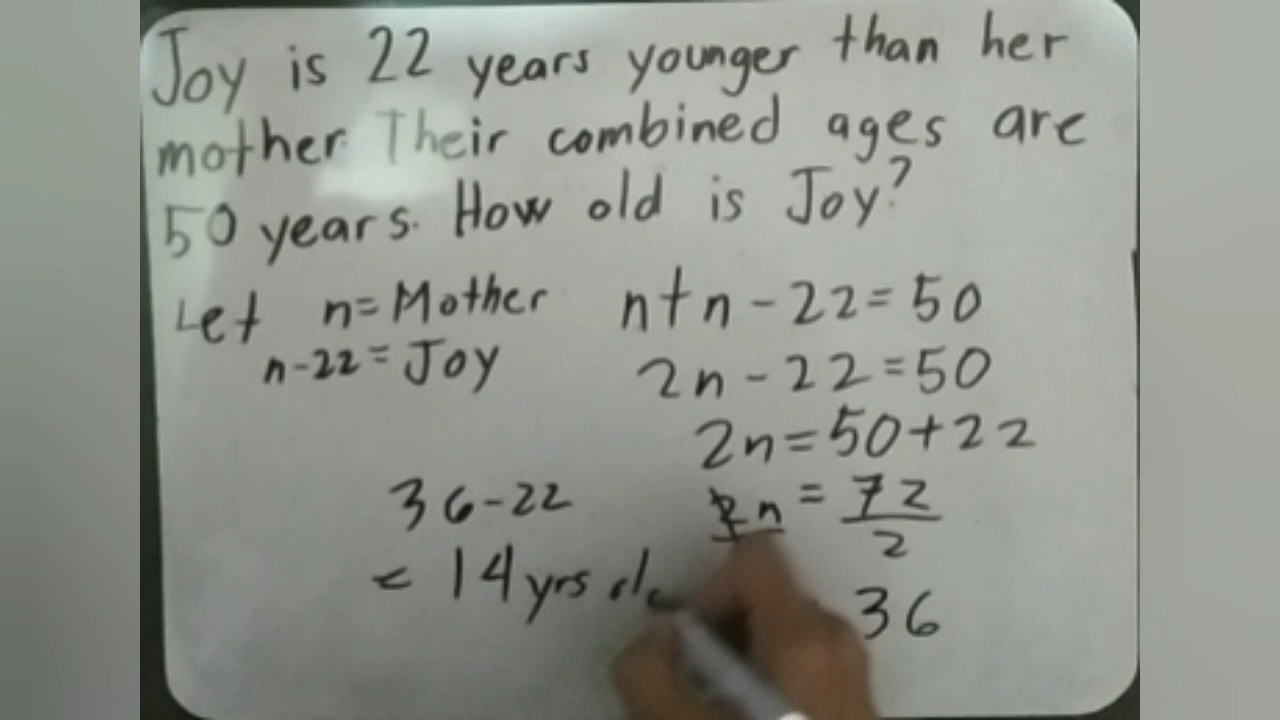 Joy is 22 years younger than her
mother. Their combined ages are
50 years. How old is Joy?
Let n = Mother
n - 22 = Joy
n + n - 22 = 50
2n - 22 = 50
2n = 50 + 22
2n = 72
2
36
36 - 22
= 14 yrs